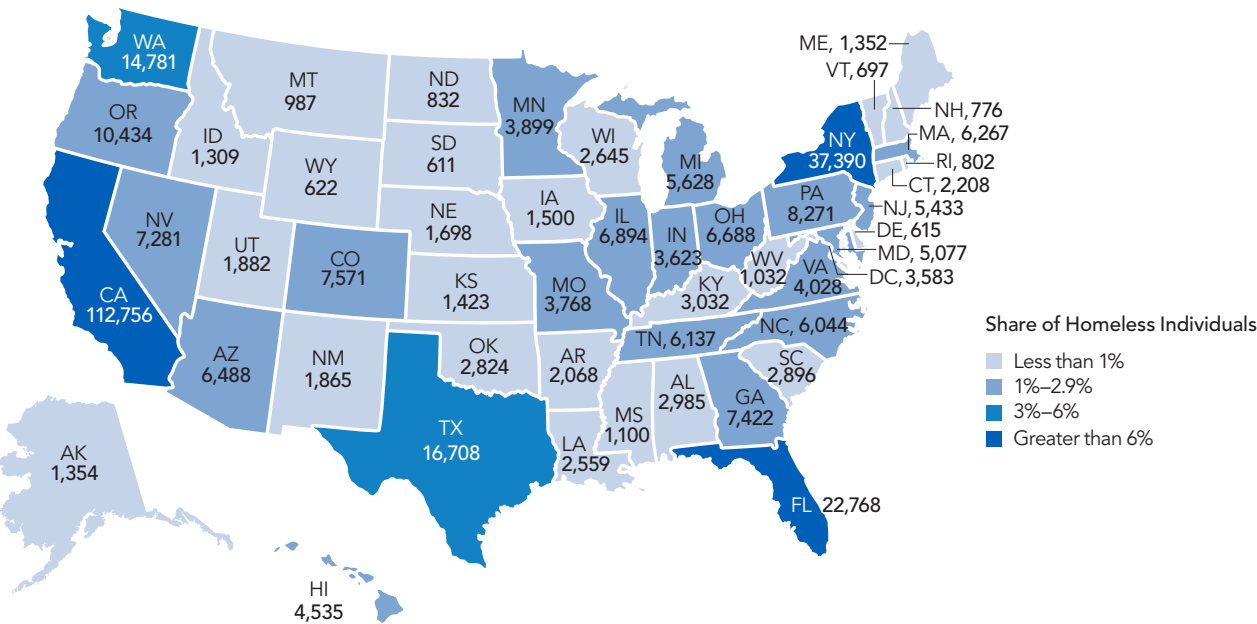 WA
14,781
MT
987
ND
832
MN
3,899
ME, 1,352
VT, 697
NH, 776
MA, 6,267
RI, 802
CT, 2,208
NJ, 5,433
DE, 615
MD, 5,077
DC, 3,583
OR
10,434
ID
1,309
WY
622
SD
611
WI
2,645
MI
5,628
NY
37,390
PA
8,271
NV
7,281
UT
1,882
CO
7,571
NE
1,698
IA
1,500
IL
6,894
IN
3,623
OH
6,688
WV
1,032
VA
4,028
CA
112,756
KS
1,423
MO
3,768
KY
3,032
TN, 6,137
NC, 6,044
AZ
6,488
NM
1,865
OK
2,824
AR
2,068
SC
2,896
MS
1,100
AL
2,985
GA
7,422
TX
16,708
LA
2,559
FL 22,768
AK
1,354
HI
4,535
Share of Homeless Individuals
Less than 1%
1%–2.9%
3%–6%
Greater than 6%